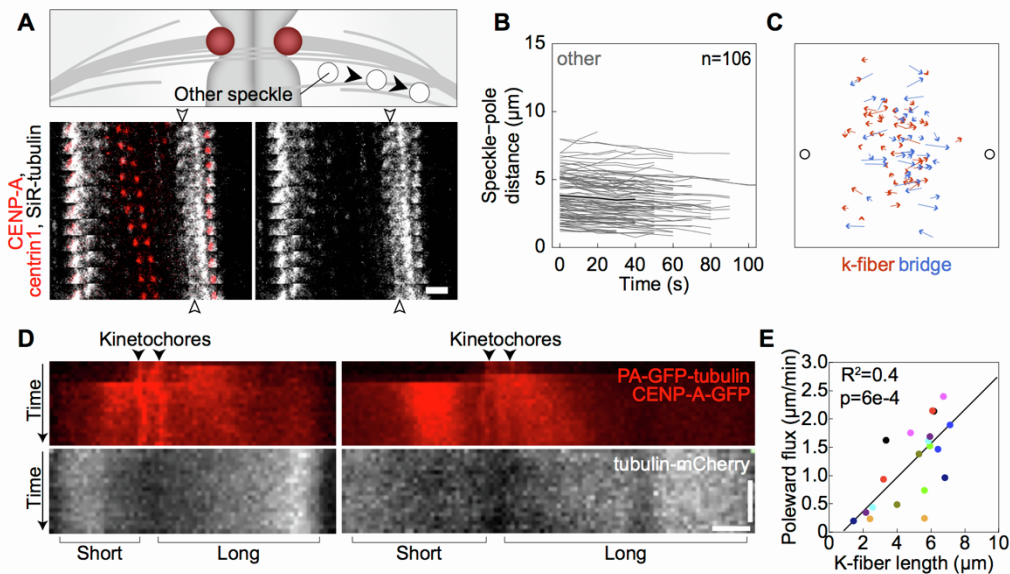 A
Other speckle
CENP-A,
centrin1, SiR-tubulin
B
other
n=106
Speckle–pole
distance (μm)
15
10
5
0
0 20 40 60 80 100
Time (s)
C
k-fiber bridge
D
Kinetochores
Kinetochores
Time
PA-GFP-tubulin
CENP-A-GFP
Time
tubulin-mCherry
Short
Long
Short
Long
E
R²=0.4
p=6e-4
Poleward flux (μm/min)
3.0
2.5
2.0
1.5
1.0
0.5
0
0 2 4 6 8 10
K-fiber length (μm)